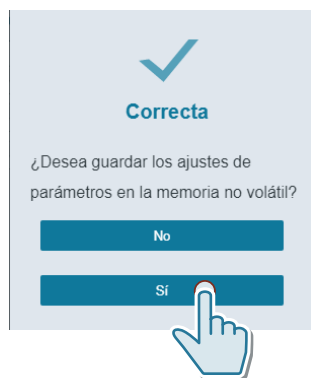 Correcta
¿Desea guardar los ajustes de
parámetros en la memoria no volátil?
No
Sí